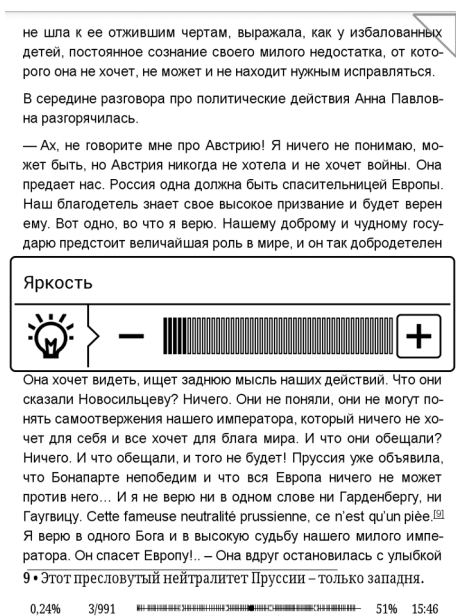 не шла к ее отжившим чертам, выражала, как у избалованных
детей, постоянное сознание своего милого недостатка, от кото-
рого она не хочет, не может и не находит нужным исправляться.
В середине разговора про политические действия Анна Павлов-
на разгорячилась.
— Ах, не говорите мне про Австрию! Я ничего не понимаю, мо-
жет быть, но Австрия никогда не хотела и не хочет войны. Она
предает нас. Россия одна должна быть спасительницей Европы.
Наш благодетель знает свое высокое призвание и будет верен
ему. Вот одно, во что я верю. Нашему доброму и чудному госу-
дарю предстоит величайшая роль в мире, и он так добродетелен
Яркость
Она хочет видеть, ищет заднюю мысль наших действий. Что они
сказали Новосильцеву? Ничего. Они не поняли, они не могут по-
нять самоотвержения нашего императора, который ничего не хо-
чет для себя и все хочет для блага мира. И что они обещали?
Ничего. И что обещали, и того не будет! Пруссия уже объявила,
что Бонапарте непобедим и что вся Европа ничего не может
против него… И я не верю ни в одном слове ни Гарденбергу, ни
Гаугвицу. Cette fameuse neutralité prussienne, ce n'est qu'un pièe.[9]
Я верю в одного Бога и в высокую судьбу нашего милого импе-
ратора. Он спасет Европу!.. – Она вдруг остановилась с улыбкой
9 • Этот пресловутый нейтралитет Пруссии – только западня.
0,24% 3/991 51% 15:46